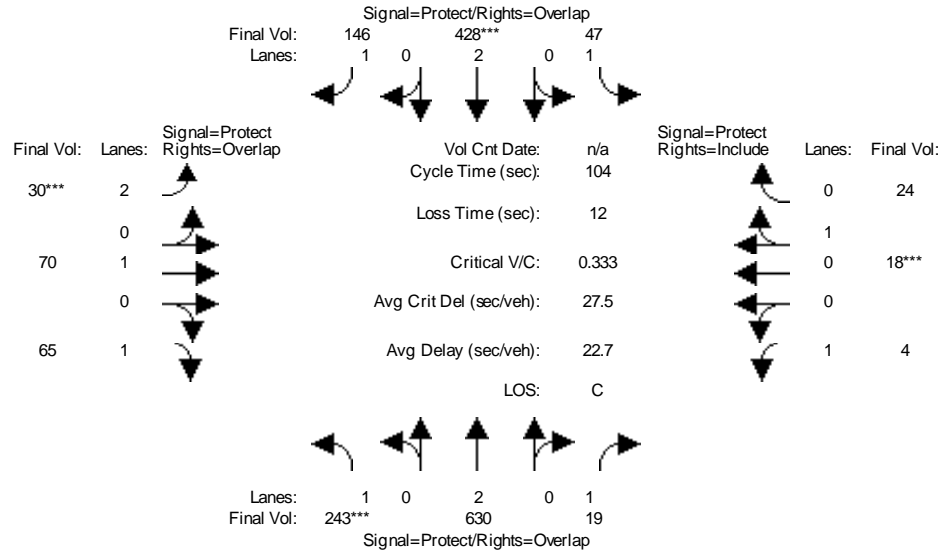 Signal=Protect/Rights=Overlap
Final Vol: 146 428*** 47
Lanes: 1 0 2 0 1
Signal=Protect
Final Vol: Lanes: Rights=Overlap
Vol Cnt Date: n/a
Cycle Time (sec): 104
Signal=Protect
Rights=Include Lanes: Final Vol:
30*** 2
0 24
Loss Time (sec): 12
0
1
70 1
Critical V/C: 0.333
0 18***
0
Avg Crit Del (sec/veh): 27.5
0
65 1
Avg Delay (sec/veh): 22.7
1 4
LOS: C
Lanes: 1 0 2 0 1
Final Vol: 243*** 630 19
Signal=Protect/Rights=Overlap